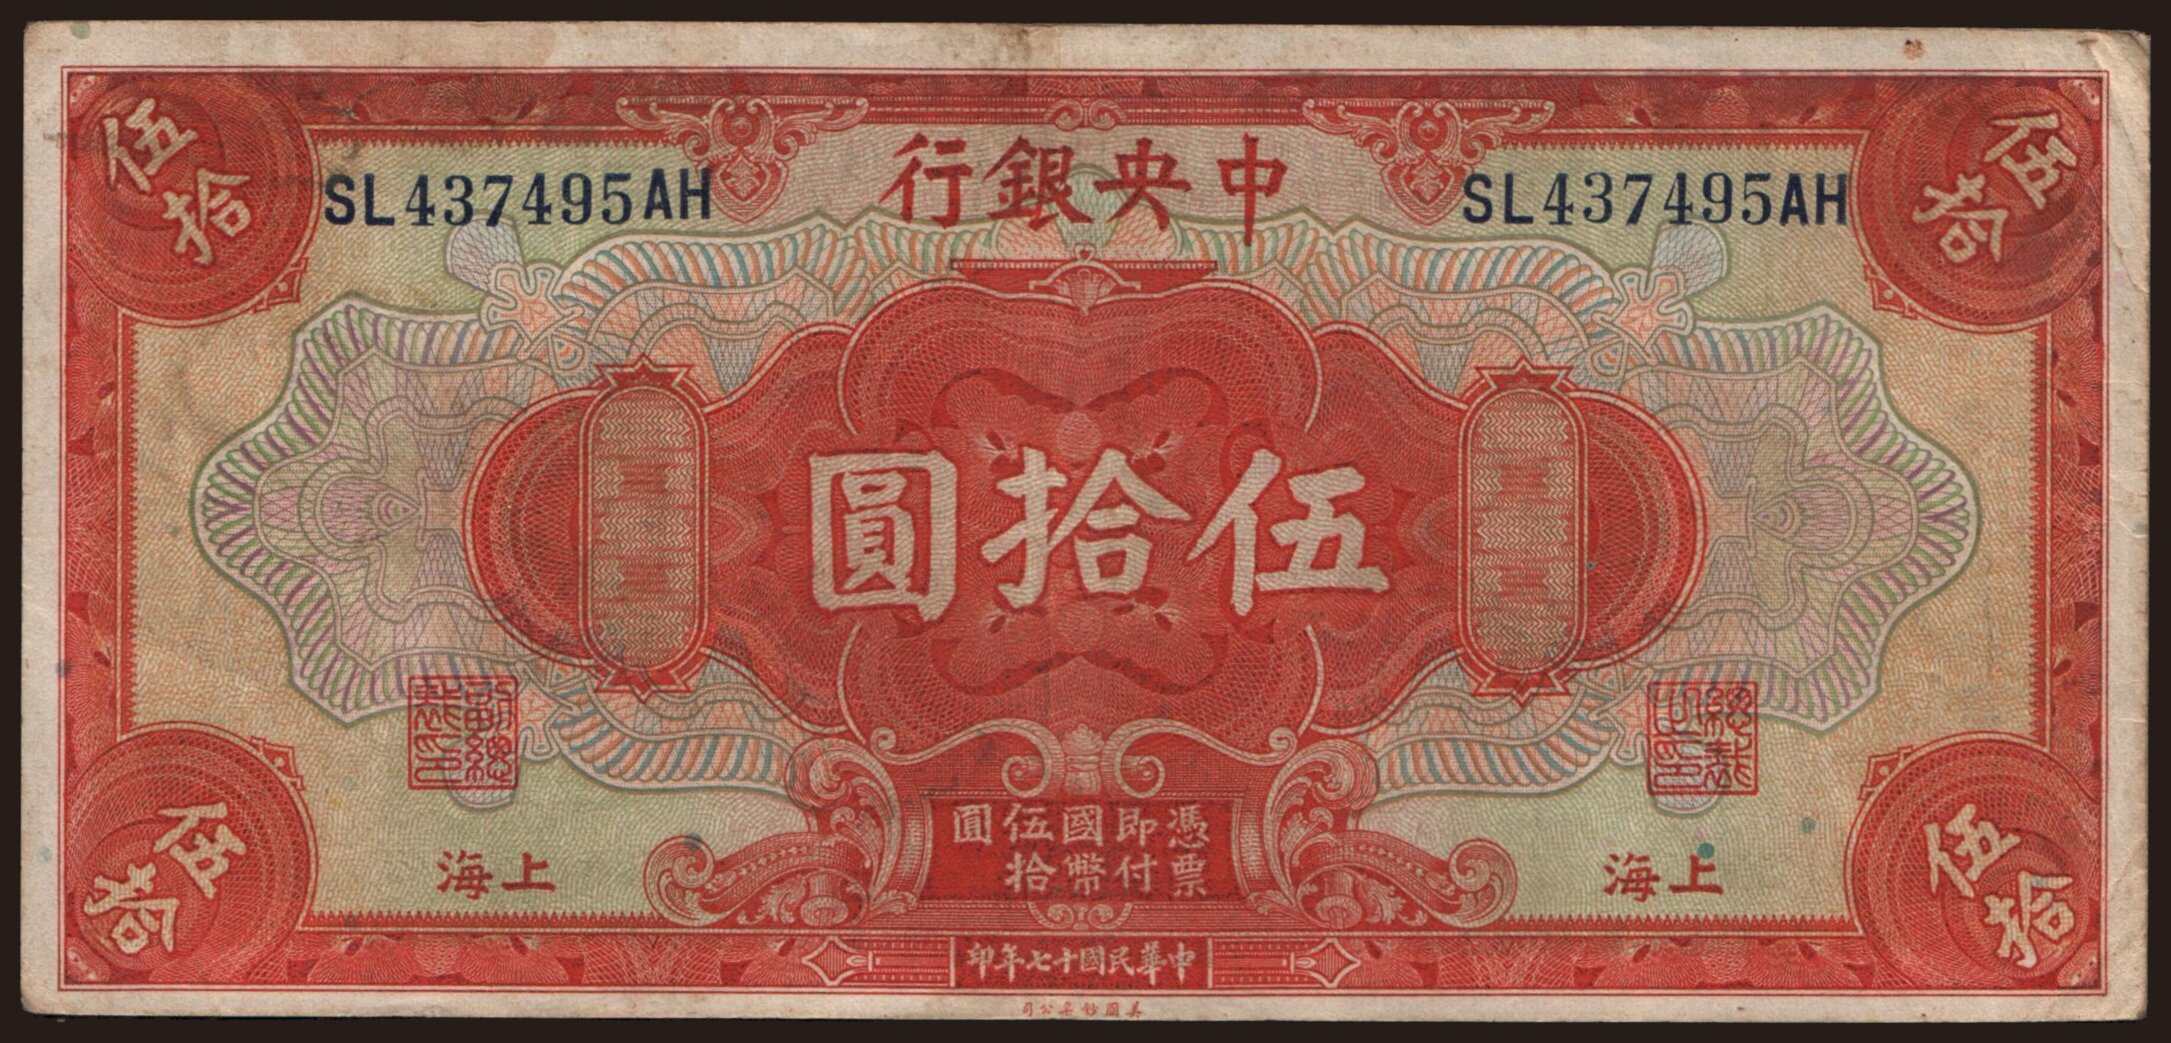 中央銀行
SL437495AH
SL437495AH
伍拾
伍拾
伍拾圓
憑票即付國幣伍拾圓
上海
上海
伍拾
伍拾
中華民國十七年印
美國鈔票公司